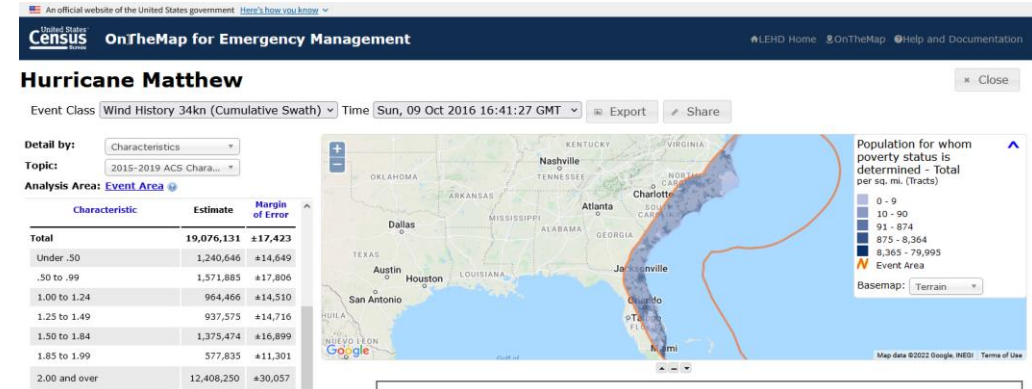 An official website of the United States government Here's how you know
United States
Census
Bureau
OnTheMap for Emergency Management
LEHD Home OnTheMap Help and Documentation
Hurricane Matthew
× Close
Event Class Wind History 34kn (Cumulative Swath) Time Sun, 09 Oct 2016 16:41:27 GMT Export Share
Detail by: Characteristics
Topic: 2015-2019 ACS Chara...
Analysis Area: Event Area
Characteristic Estimate Margin of Error
Total 19,076,131 ±17,423
Under .50 1,240,646 ±14,649
.50 to .99 1,571,885 ±17,806
1.00 to 1.24 964,466 ±14,510
1.25 to 1.49 937,575 ±14,716
1.50 to 1.84 1,375,474 ±16,899
1.85 to 1.99 577,835 ±11,301
2.00 and over 12,408,250 ±30,057
+
−
KENTUCKY
VIRGINIA
Nashville
OKLAHOMA
TENNESSEE
NORTH
CAROLINA
Charlotte
ARKANSAS
Atlanta
SOUTH
CAROLINA
MISSISSIPPI
Dallas
ALABAMA
GEORGIA
TEXAS
Jacksonville
Austin
Houston
LOUISIANA
San Antonio
Orlando
Tampa
FLORIDA
NUEVO LEON
Miami
Google
Gulf of
Map data ©2022 Google, INEGI Terms of Use
Population for whom
poverty status is
determined - Total
per sq. mi. (Tracts)
0 - 9
10 - 90
91 - 874
875 - 8,364
8,365 - 79,995
Event Area
Basemap: Terrain